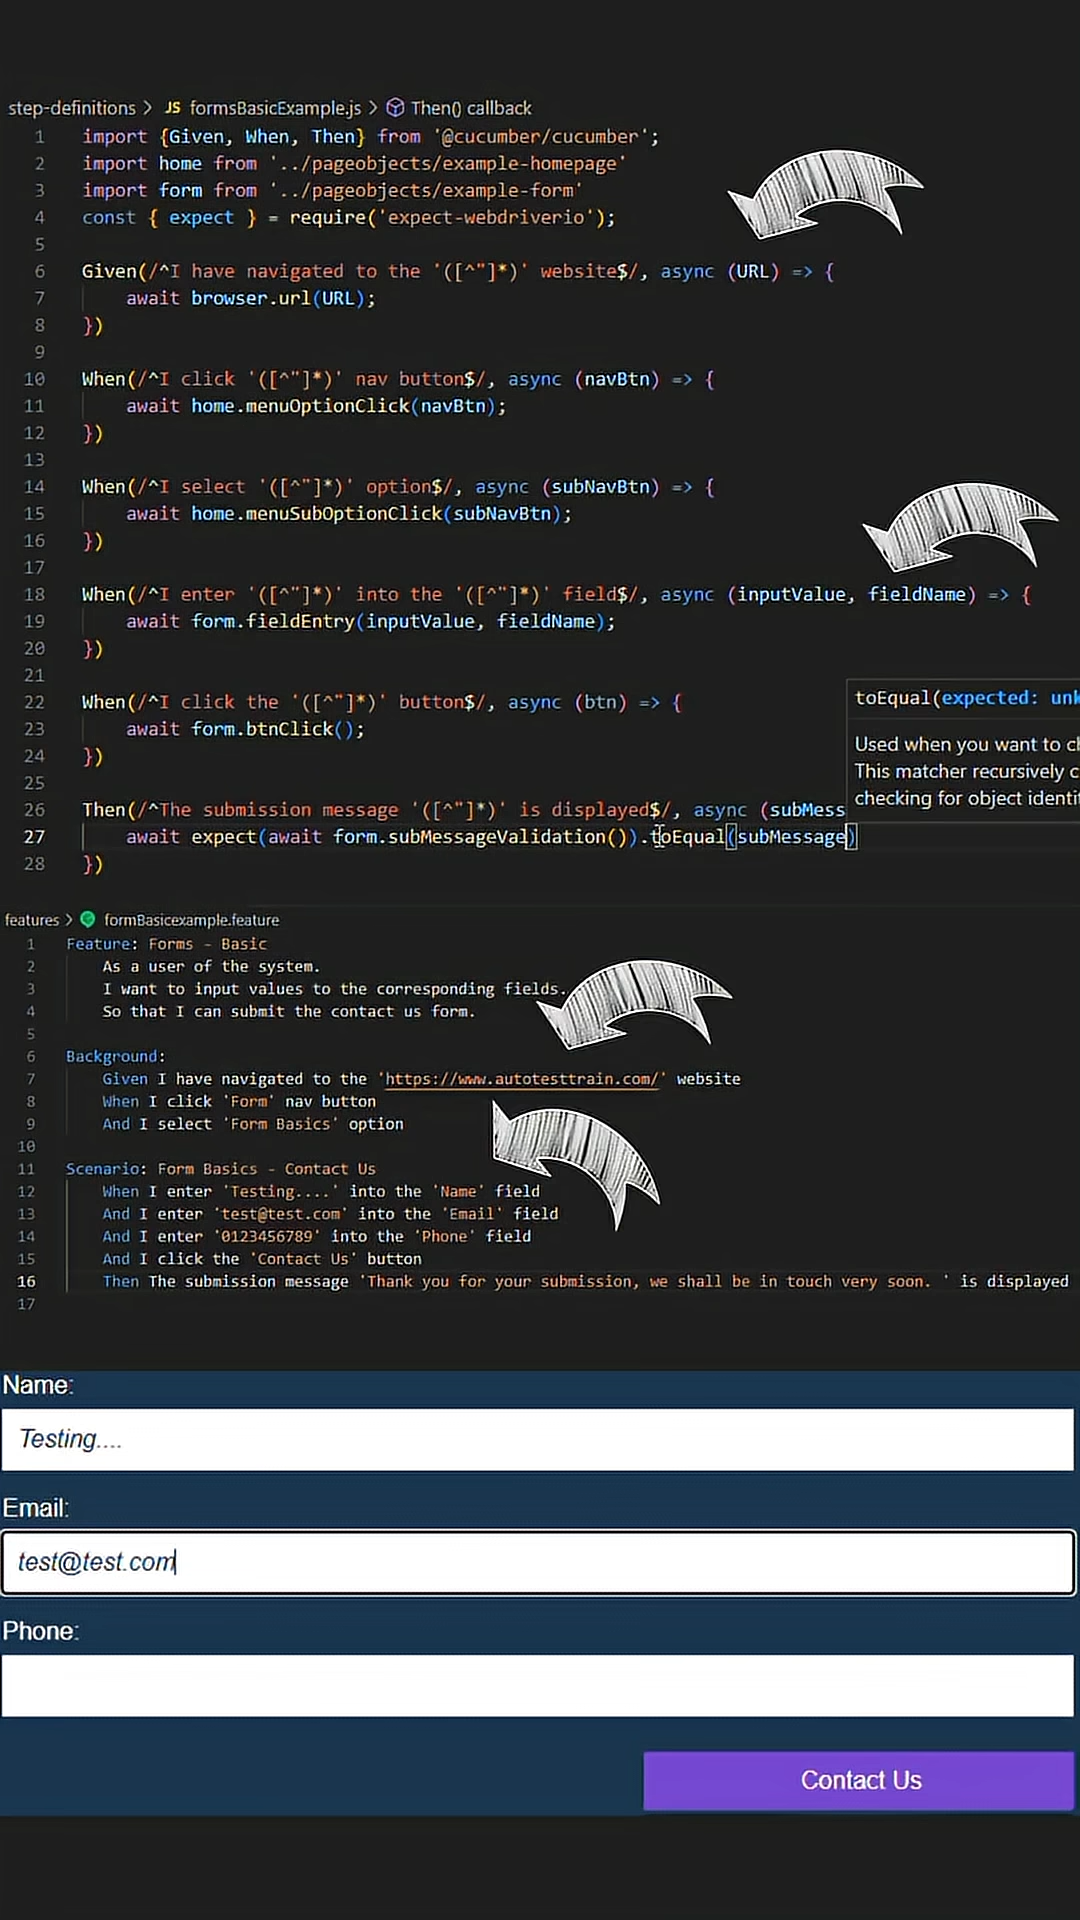 step-definitions > JS formsBasicExample.js > Then() callback
1 import {Given, When, Then} from '@cucumber/cucumber';
2 import home from '../pageobjects/example-homepage'
3 import form from '../pageobjects/example-form'
4 const { expect } = require('expect-webdriverio');
5
6 Given(/^I have navigated to the '([^"]*)' website$/, async (URL) => {
7 await browser.url(URL);
8 })
9
10 When(/^I click '([^"]*)' nav button$/, async (navBtn) => {
11 await home.menuOptionClick(navBtn);
12 })
13
14 When(/^I select '([^"]*)' option$/, async (subNavBtn) => {
15 await home.menuSubOptionClick(subNavBtn);
16 })
17
18 When(/^I enter '([^"]*)' into the '([^"]*)' field$/, async (inputValue, fieldName) => {
19 await form.fieldEntry(inputValue, fieldName);
20 })
21
22 When(/^I click the '([^"]*)' button$/, async (btn) => {
23 await form.btnClick();
24 })
25
26 Then(/^The submission message '([^"]*)' is displayed$/, async (subMess
27 await expect(await form.subMessageValidation()).toEqual(subMessage)
28 })
toEqual(expected: unk
Used when you want to ch
This matcher recursively c
checking for object identit
features > formBasicexample.feature
1 Feature: Forms - Basic
2 As a user of the system.
3 I want to input values to the corresponding fields.
4 So that I can submit the contact us form.
5
6 Background:
7 Given I have navigated to the 'https://www.autotesttrain.com/' website
8 When I click 'Form' nav button
9 And I select 'Form Basics' option
10
11 Scenario: Form Basics - Contact Us
12 When I enter 'Testing....' into the 'Name' field
13 And I enter 'test@test.com' into the 'Email' field
14 And I enter '0123456789' into the 'Phone' field
15 And I click the 'Contact Us' button
16 Then The submission message 'Thank you for your submission, we shall be in touch very soon. ' is displayed
17
Name:
Testing....
Email:
test@test.com
Phone:
Contact Us